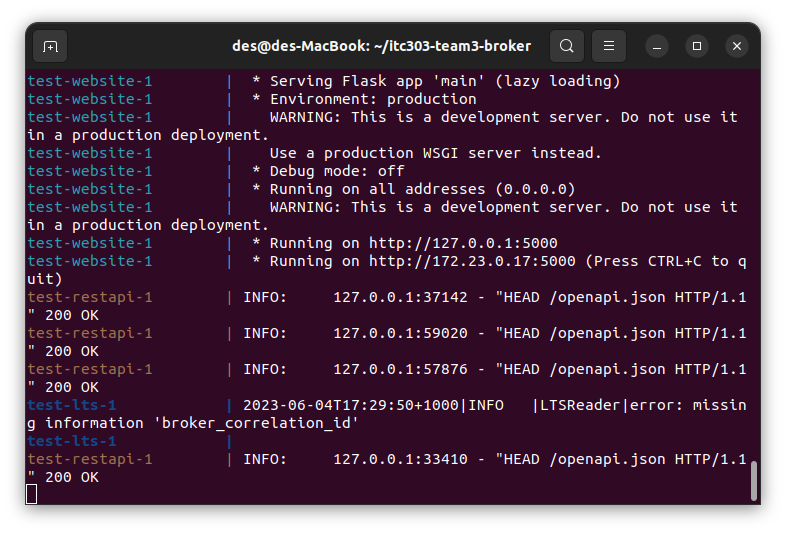 des@des-MacBook: ~/itc303-team3-broker
test-website-1        |  * Serving Flask app 'main' (lazy loading)
test-website-1        |  * Environment: production
test-website-1        |    WARNING: This is a development server. Do not use it
in a production deployment.
test-website-1        |    Use a production WSGI server instead.
test-website-1        |  * Debug mode: off
test-website-1        |  * Running on all addresses (0.0.0.0)
test-website-1        |    WARNING: This is a development server. Do not use it
in a production deployment.
test-website-1        |  * Running on http://127.0.0.1:5000
test-website-1        |  * Running on http://172.23.0.17:5000 (Press CTRL+C to q
uit)
test-restapi-1        | INFO:     127.0.0.1:37142 - "HEAD /openapi.json HTTP/1.1
" 200 OK
test-restapi-1        | INFO:     127.0.0.1:59020 - "HEAD /openapi.json HTTP/1.1
" 200 OK
test-restapi-1        | INFO:     127.0.0.1:57876 - "HEAD /openapi.json HTTP/1.1
" 200 OK
test-lts-1            | 2023-06-04T17:29:50+1000|INFO   |LTSReader|error: missin
g information 'broker_correlation_id'
test-lts-1            |
test-restapi-1        | INFO:     127.0.0.1:33410 - "HEAD /openapi.json HTTP/1.1
" 200 OK